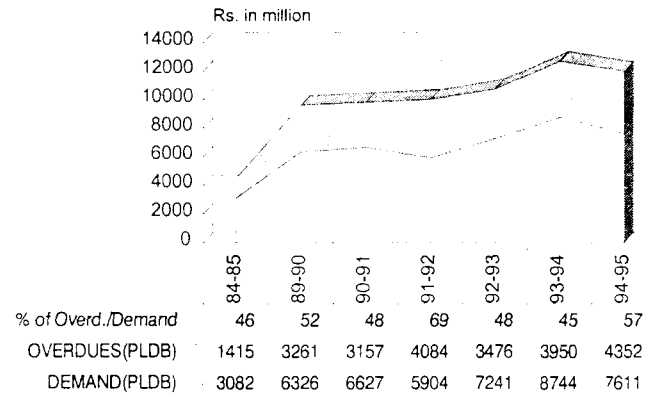 Rs. in million
14000
12000
10000
8000
6000
4000
2000
0
84-85 89-90 90-91 91-92 92-93 93-94 94-95
% of Overd./Demand 46 52 48 69 48 45 57
OVERDUES(PLDB) 1415 3261 3157 4084 3476 3950 4352
DEMAND(PLDB) 3082 6326 6627 5904 7241 8744 7611